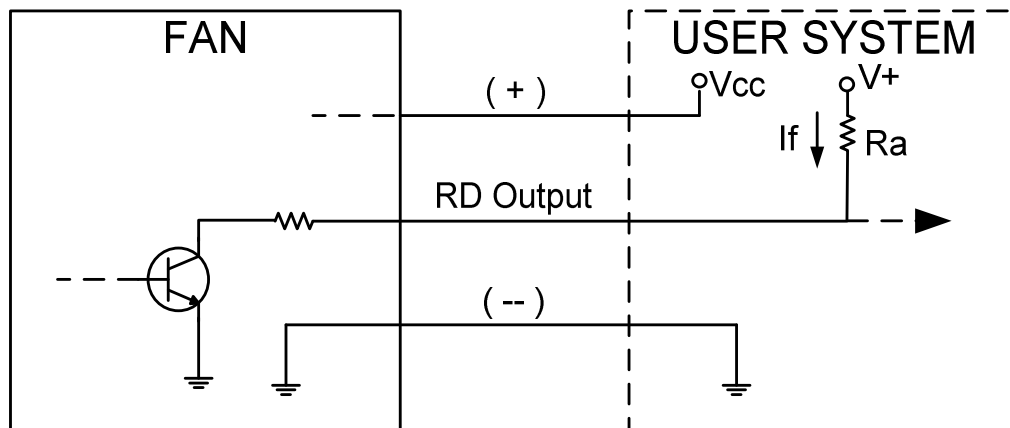 FAN
USER SYSTEM
( + )
Vcc
V+
If
Ra
RD Output
( -- )